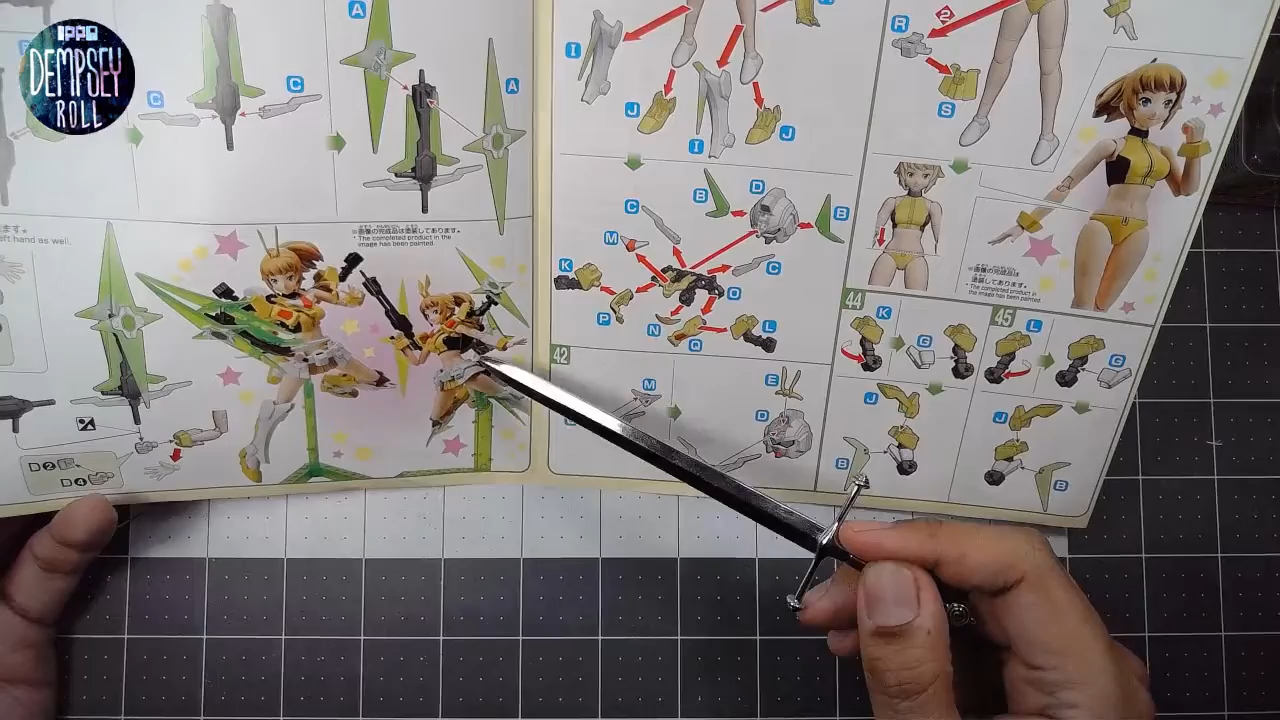 DEMPSEY
ROLL
C
C
A
A
ft hand as well.
※画像の完成品は塗装してあります。
* The completed product in the
image has been painted.
D②
D④
I
J
I
J
B
D
B
C
M
C
K
O
P
N
Q
L
42
M
E
D
R
2
S
※画像の完成品は
塗装してあります。
* The completed product in the
image has been painted.
44
K
G
J
B
45
L
G
J
B